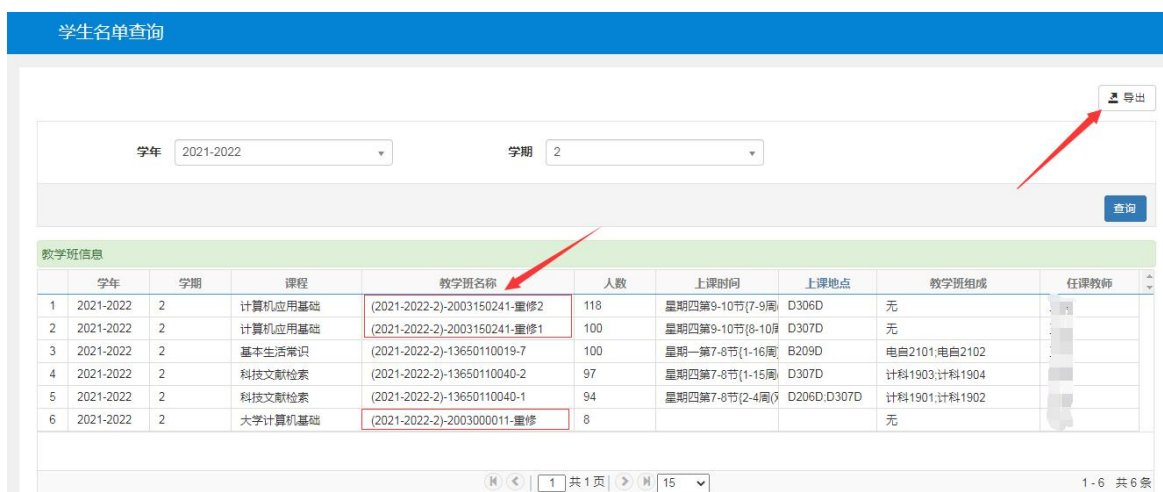 学生名单查询
导出
学年 2021-2022 学期 2
查询
教学班信息
学年 学期 课程 教学班名称 人数 上课时间 上课地点 教学班组成 任课教师
1 2021-2022 2 计算机应用基础 (2021-2022-2)-2003150241-重修2 118 星期四第9-10节{7-9周( D306D 无
2 2021-2022 2 计算机应用基础 (2021-2022-2)-2003150241-重修1 100 星期四第9-10节{8-10周 D307D 无
3 2021-2022 2 基本生活常识 (2021-2022-2)-13650110019-7 100 星期一第7-8节{1-16周} B209D 电自2101;电自2102
4 2021-2022 2 科技文献检索 (2021-2022-2)-13650110040-2 97 星期四第7-8节{1-15周( D307D 计科1903;计科1904
5 2021-2022 2 科技文献检索 (2021-2022-2)-13650110040-1 94 星期四第7-8节{2-4周(双 D206D;D307D 计科1901;计科1902
6 2021-2022 2 大学计算机基础 (2021-2022-2)-2003000011-重修 8 无
1 共1页 15 1-6 共6条